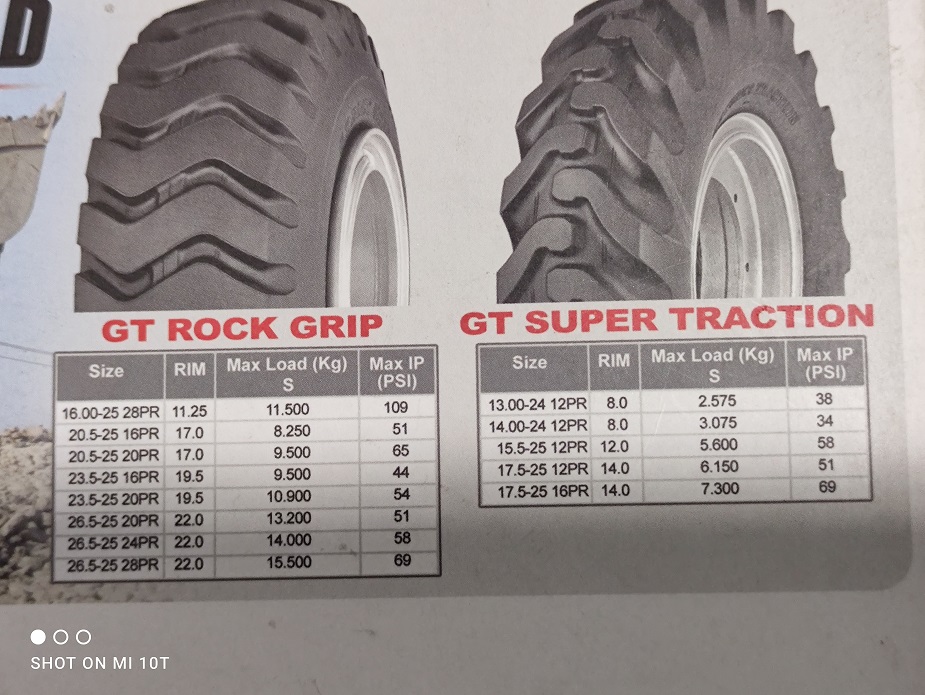 D
GT ROCK GRIP
Size RIM Max Load (Kg) S Max IP (PSI)
16.00-25 28PR 11.25 11.500 109
20.5-25 16PR 17.0 8.250 51
20.5-25 20PR 17.0 9.500 65
23.5-25 16PR 19.5 9.500 44
23.5-25 20PR 19.5 10.900 54
26.5-25 20PR 22.0 13.200 51
26.5-25 24PR 22.0 14.000 58
26.5-25 28PR 22.0 15.500 69
GT SUPER TRACTION
Size RIM Max Load (Kg) S Max IP (PSI)
13.00-24 12PR 8.0 2.575 38
14.00-24 12PR 8.0 3.075 34
15.5-25 12PR 12.0 5.600 58
17.5-25 12PR 14.0 6.150 51
17.5-25 16PR 14.0 7.300 69
SHOT ON MI 10T